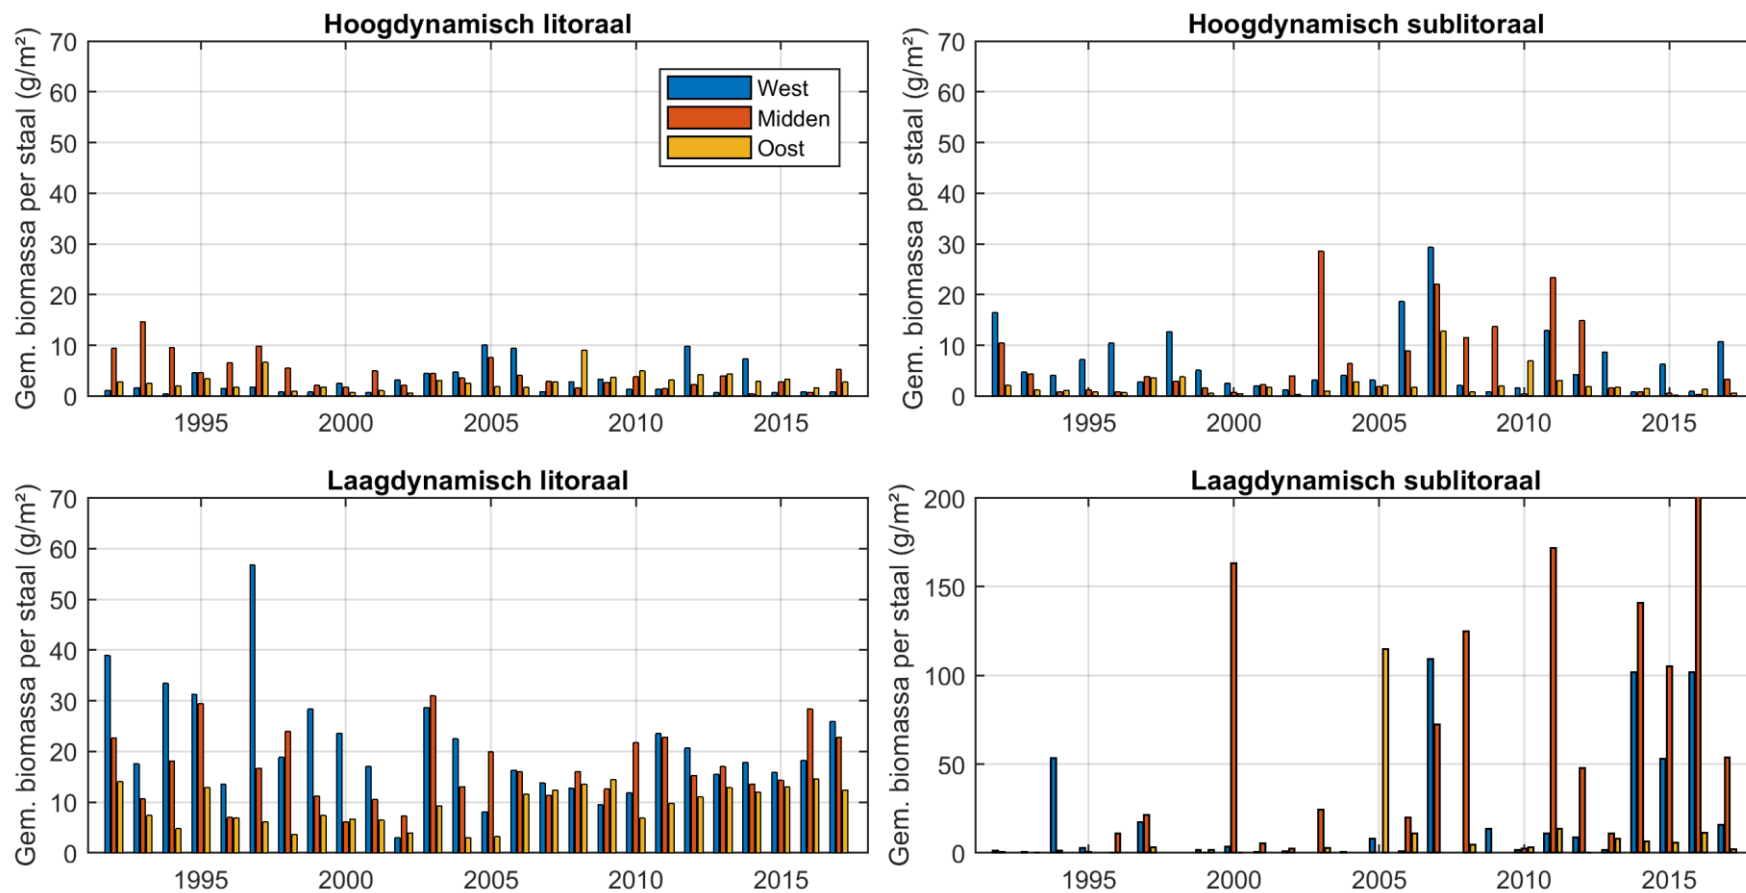 Hoogdynamisch litoraal
Gem. biomassa per staal (g/m²)
70
60
50
40
30
20
10
0
1995 2000 2005 2010 2015
West
Midden
Oost
Hoogdynamisch sublitoraal
Gem. biomassa per staal (g/m²)
70
60
50
40
30
20
10
0
1995 2000 2005 2010 2015
Laagdynamisch litoraal
Gem. biomassa per staal (g/m²)
70
60
50
40
30
20
10
0
1995 2000 2005 2010 2015
Laagdynamisch sublitoraal
Gem. biomassa per staal (g/m²)
200
150
100
50
0
1995 2000 2005 2010 2015